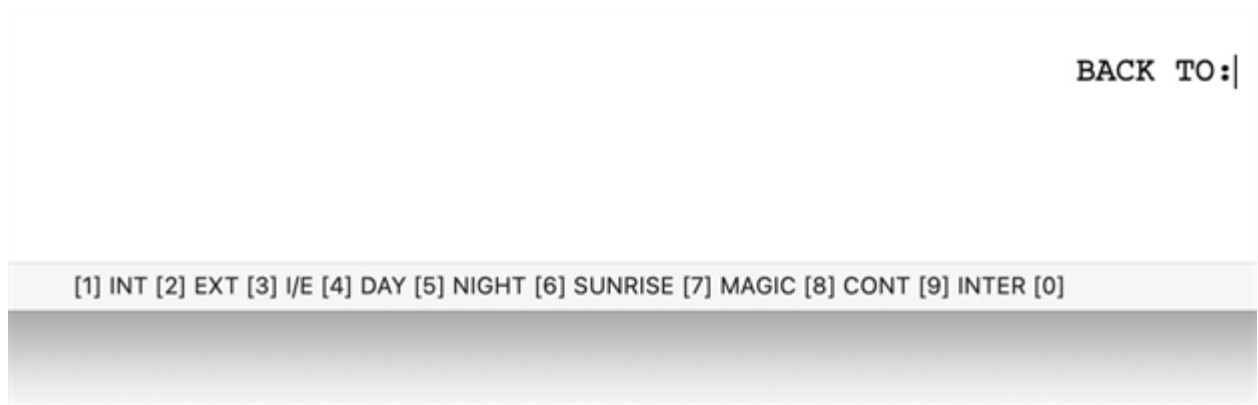 BACK TO:
[1] INT [2] EXT [3] I/E [4] DAY [5] NIGHT [6] SUNRISE [7] MAGIC [8] CONT [9] INTER [0]